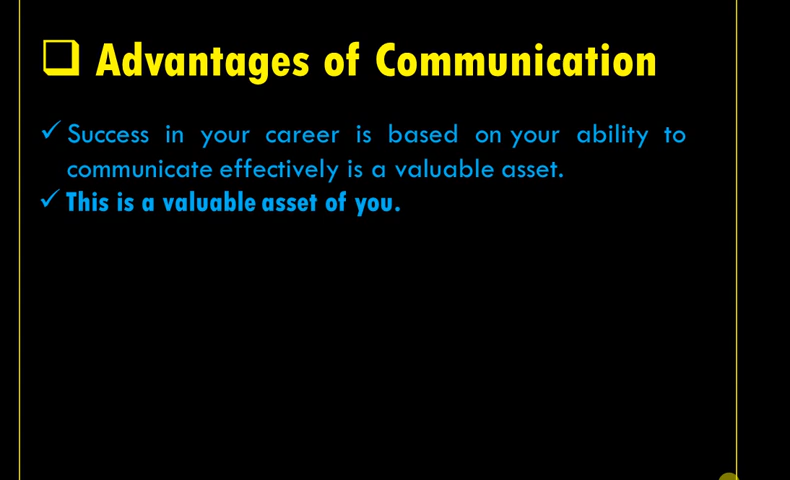 ❑ Advantages of Communication
✓ Success in your career is based on your ability to
communicate effectively is a valuable asset.
✓ This is a valuable asset of you.